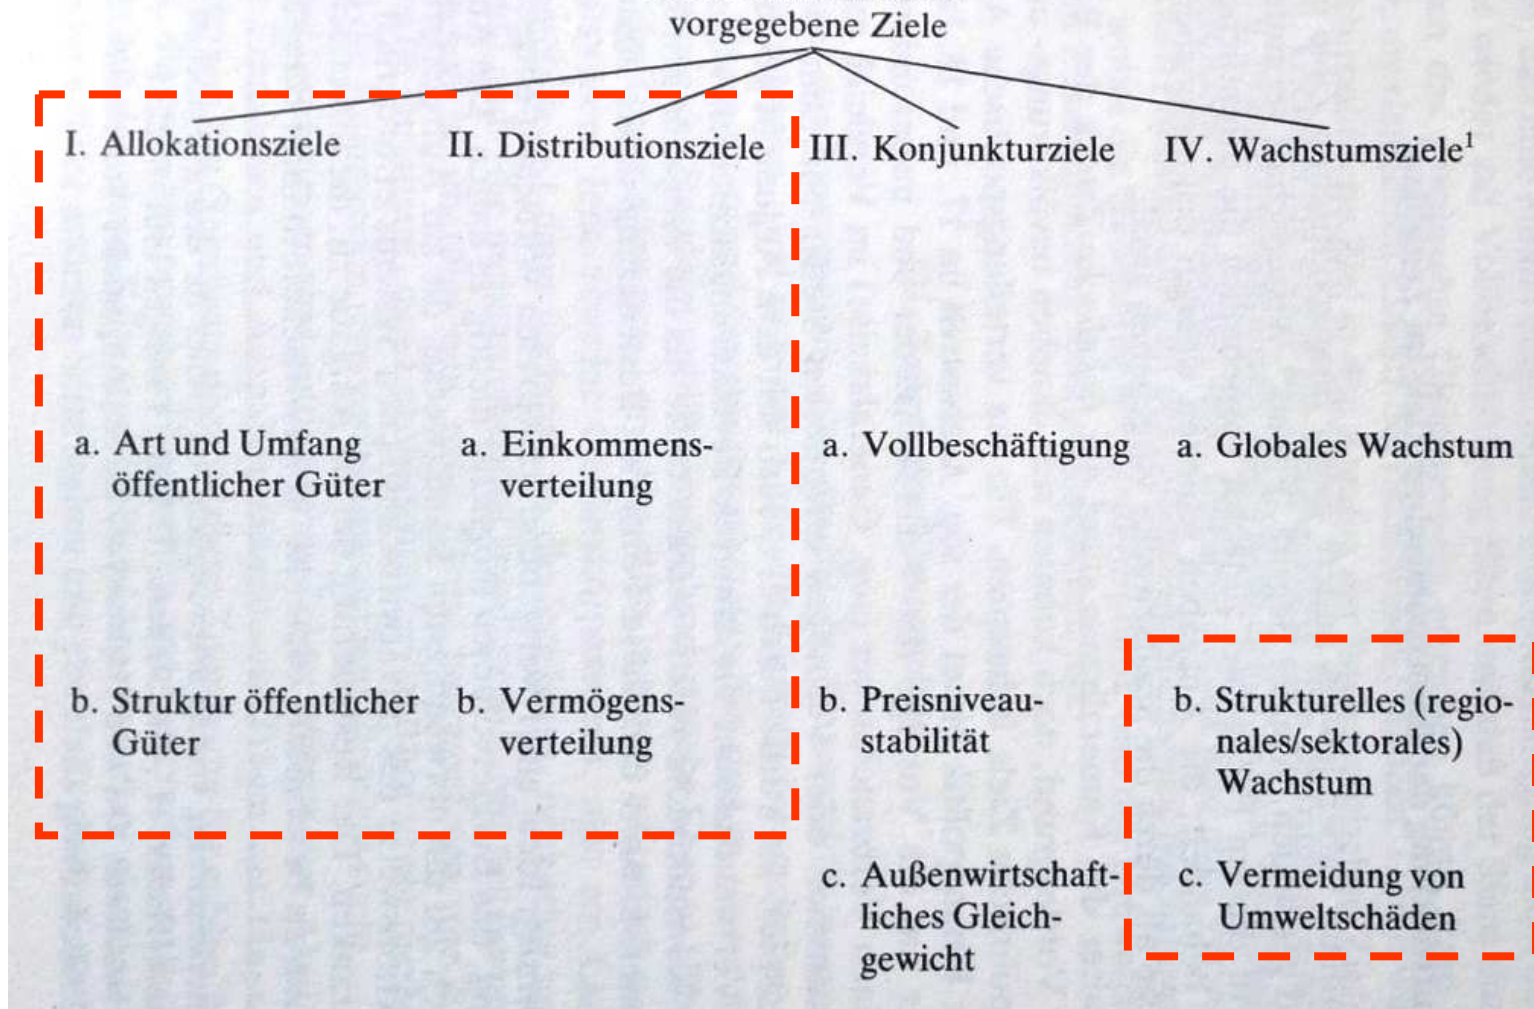 vorgegebene Ziele
I. Allokationsziele
II. Distributionsziele
III. Konjunkturziele
IV. Wachstumsziele¹
a. Art und Umfang
öffentlicher Güter
a. Einkommens-
verteilung
a. Vollbeschäftigung
a. Globales Wachstum
b. Struktur öffentlicher
Güter
b. Vermögens-
verteilung
b. Preisniveau-
stabilität
b. Strukturelles (regio-
nales/sektorales)
Wachstum
c. Außenwirtschaft-
liches Gleich-
gewicht
c. Vermeidung von
Umweltschäden